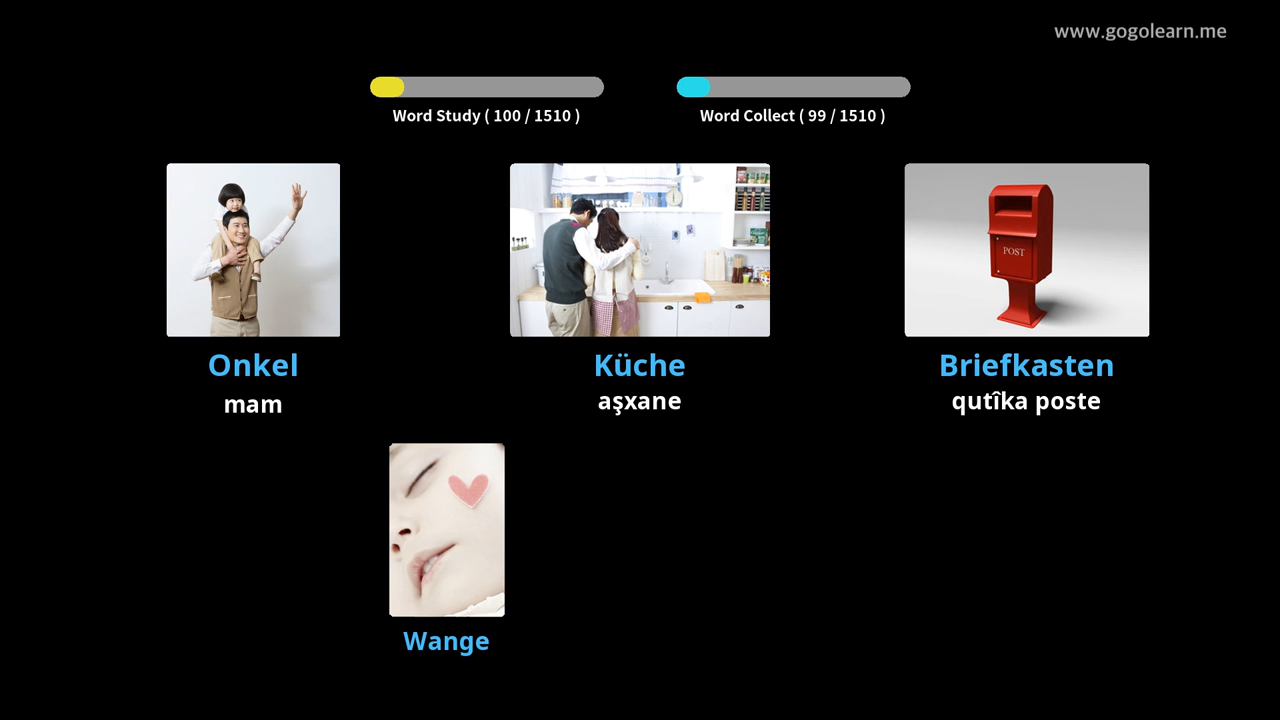 www.gogolearn.me
Word Study ( 100 / 1510 )
Word Collect ( 99 / 1510 )
POST
Onkel
mam
Küche
aşxane
Briefkasten
qutîka poste
Wange